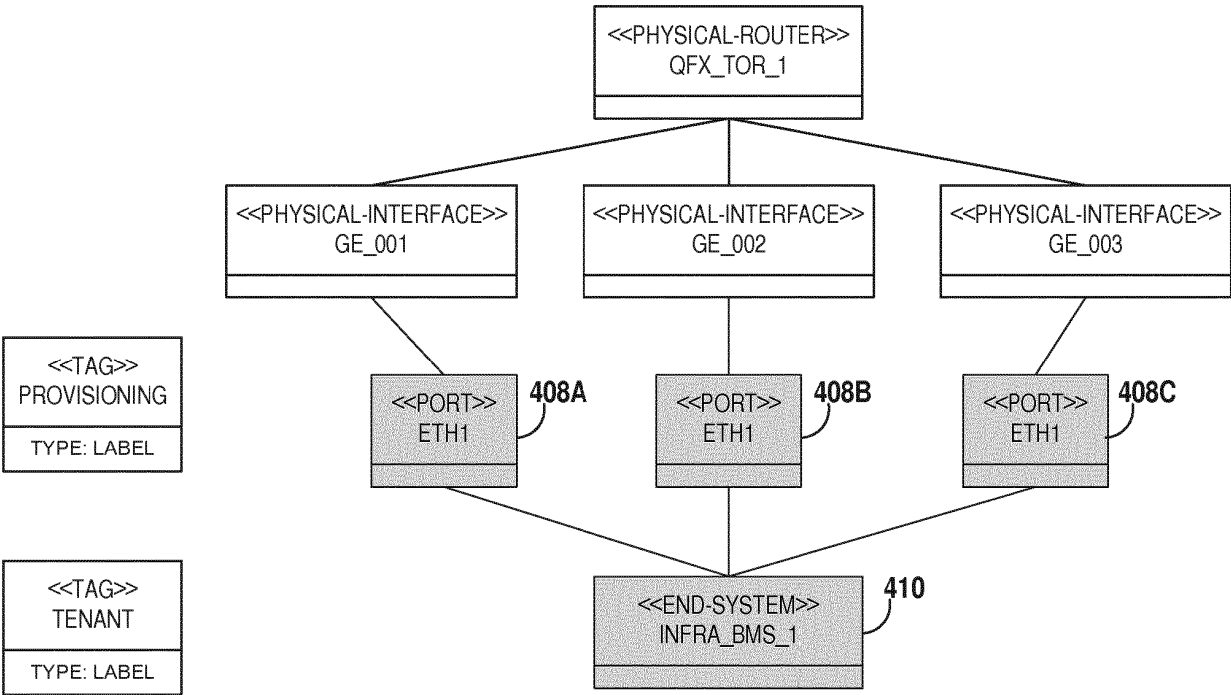 <<PHYSICAL-ROUTER>>
QFX_TOR_1
<<PHYSICAL-INTERFACE>>
GE_001
<<PHYSICAL-INTERFACE>>
GE_002
<<PHYSICAL-INTERFACE>>
GE_003
<<TAG>>
PROVISIONING
TYPE: LABEL
<<PORT>>
ETH1
408A
<<PORT>>
ETH1
408B
<<PORT>>
ETH1
408C
<<TAG>>
TENANT
TYPE: LABEL
<<END-SYSTEM>>
INFRA_BMS_1
410